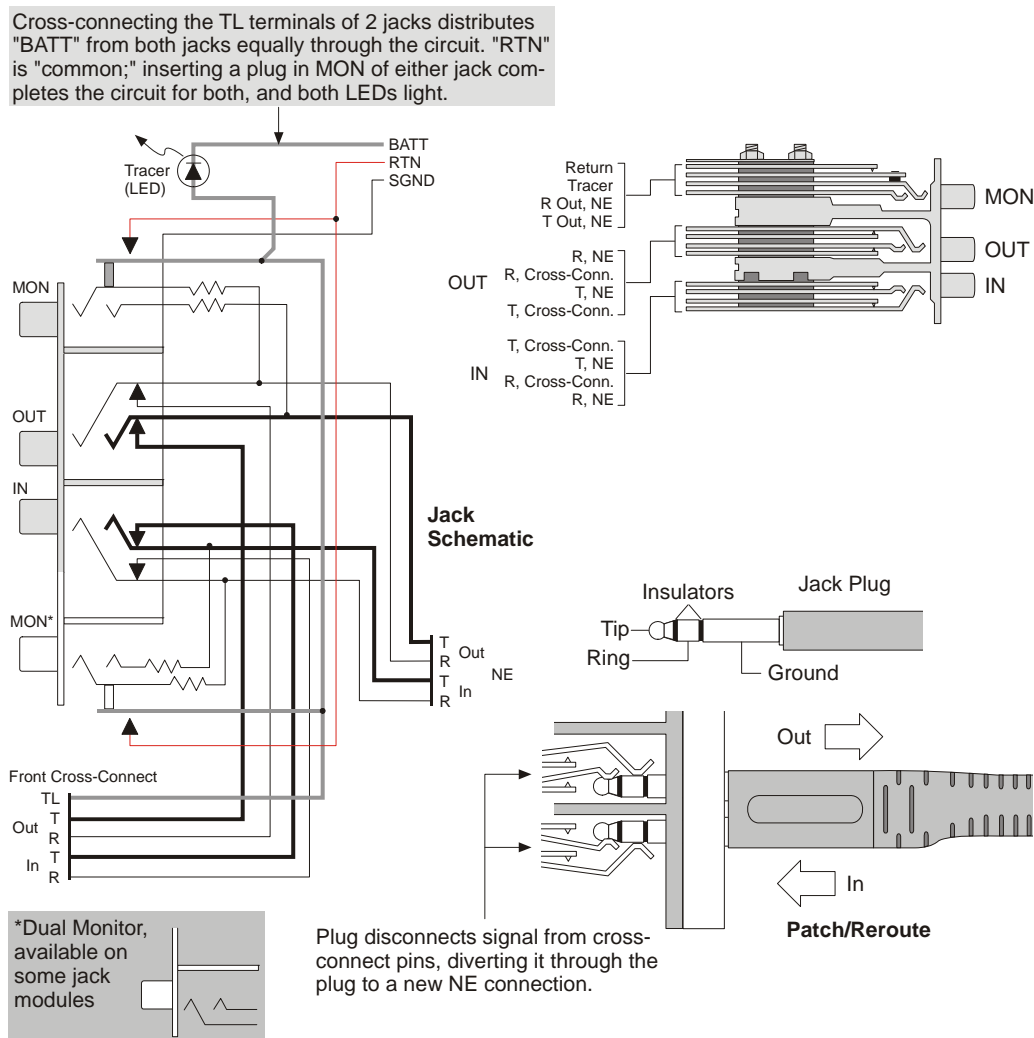 Cross-connecting the TL terminals of 2 jacks distributes
"BATT" from both jacks equally through the circuit. "RTN"
is "common;" inserting a plug in MON of either jack com-
pletes the circuit for both, and both LEDs light.
BATT
RTN
SGND
Tracer
(LED)
MON
OUT
IN
MON*
Jack
Schematic
T
R
Out
T
R
In
NE
Front Cross-Connect
TL
T
R
Out
T
R
In
*Dual Monitor,
available on
some jack
modules
Return
Tracer
R Out, NE
T Out, NE
OUT
R, NE
R, Cross-Conn.
T, NE
T, Cross-Conn.
IN
T, Cross-Conn.
T, NE
R, Cross-Conn.
R, NE
MON
OUT
IN
Insulators
Jack Plug
Tip
Ring
Ground
Out
In
Patch/Reroute
Plug disconnects signal from cross-
connect pins, diverting it through the
plug to a new NE connection.